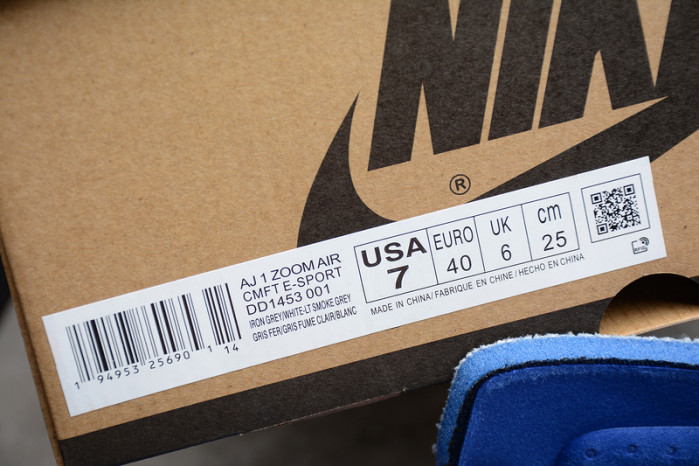 NIK
®
AJ 1 ZOOM AIR
CMFT E-SPORT
DD1453 001
IRON GREY/WHITE-LT SMOKE GREY
GRIS FER/GRIS FUME CLAIR/BLANC
1 94953 25690 1 14
USA
7
EURO
40
UK
6
cm
25
MADE IN CHINA/FABRIQUE EN CHINE/HECHO EN CHINA